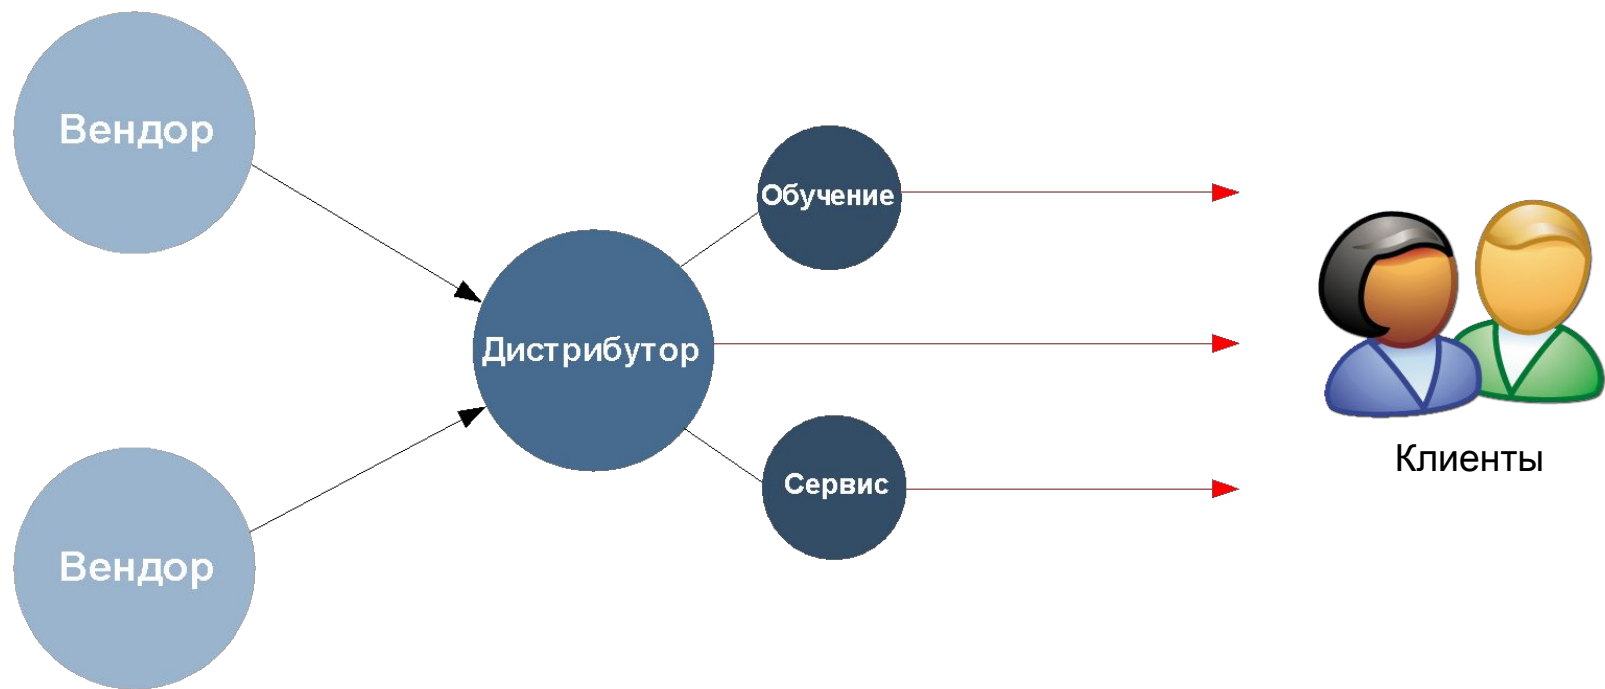 Вендор
Обучение
Дистрибутор
Сервис
Клиенты
Вендор